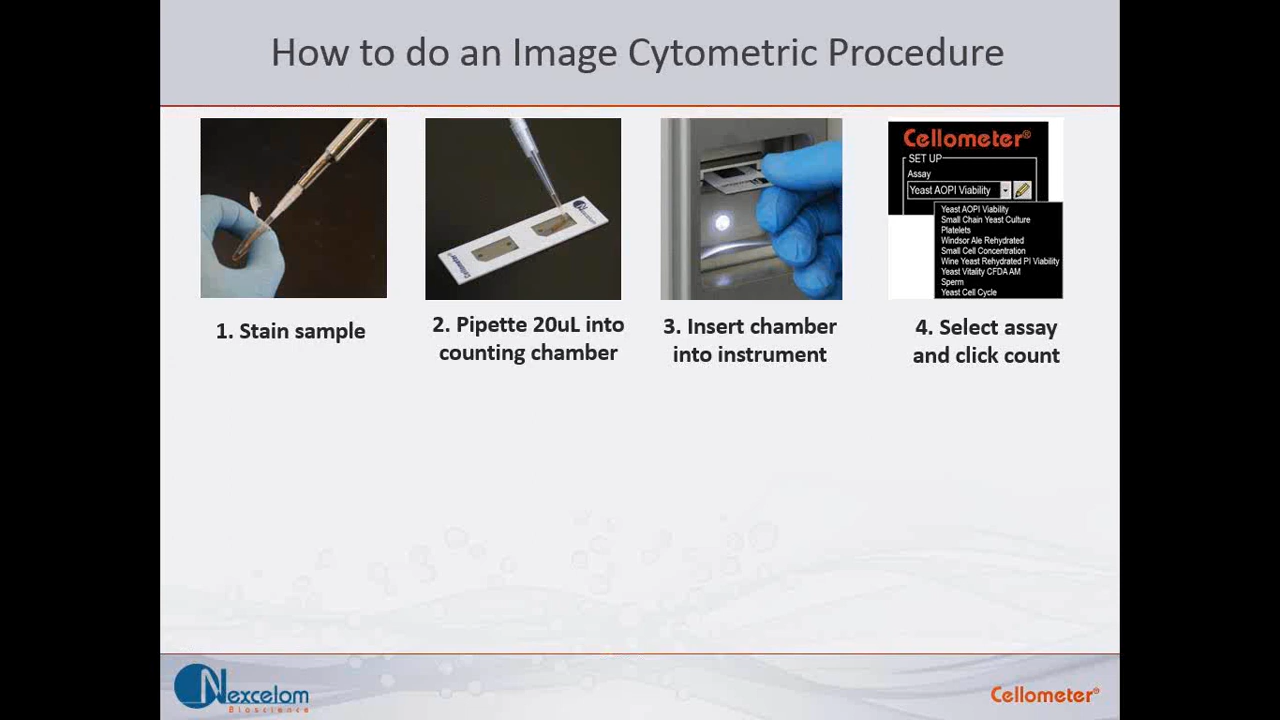 How to do an Image Cytometric Procedure
Cellometer®
SET UP
Assay
Yeast AOPI Viability
Yeast AOPI Viability
Small Chain Yeast Culture
Platelets
Windsor Ale Rehydrated
Small Cell Concentration
Wine Yeast Rehydrated PI Viability
Yeast Vitality CFDA AM
Sperm
Yeast Cell Cycle
Nexcelom
Cellometer®
1. Stain sample
2. Pipette 20uL into
counting chamber
3. Insert chamber
into instrument
4. Select assay
and click count
Nexcelom
Bioscience
Cellometer®